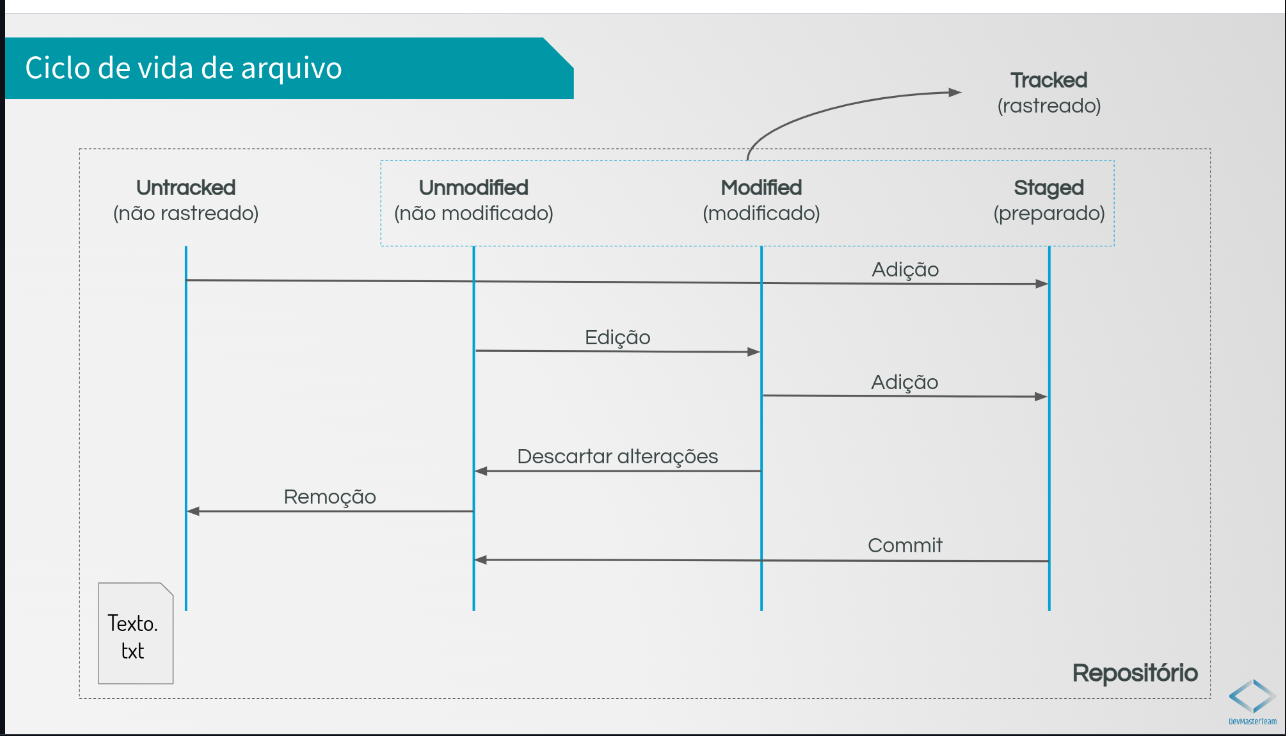 Ciclo de vida de arquivo
Tracked
(rastreado)
Untracked
(não rastreado)
Unmodified
(não modificado)
Modified
(modificado)
Staged
(preparado)
Adição
Edição
Adição
Descartar alterações
Remoção
Commit
Texto.
txt
Repositório
DevMasterTeam